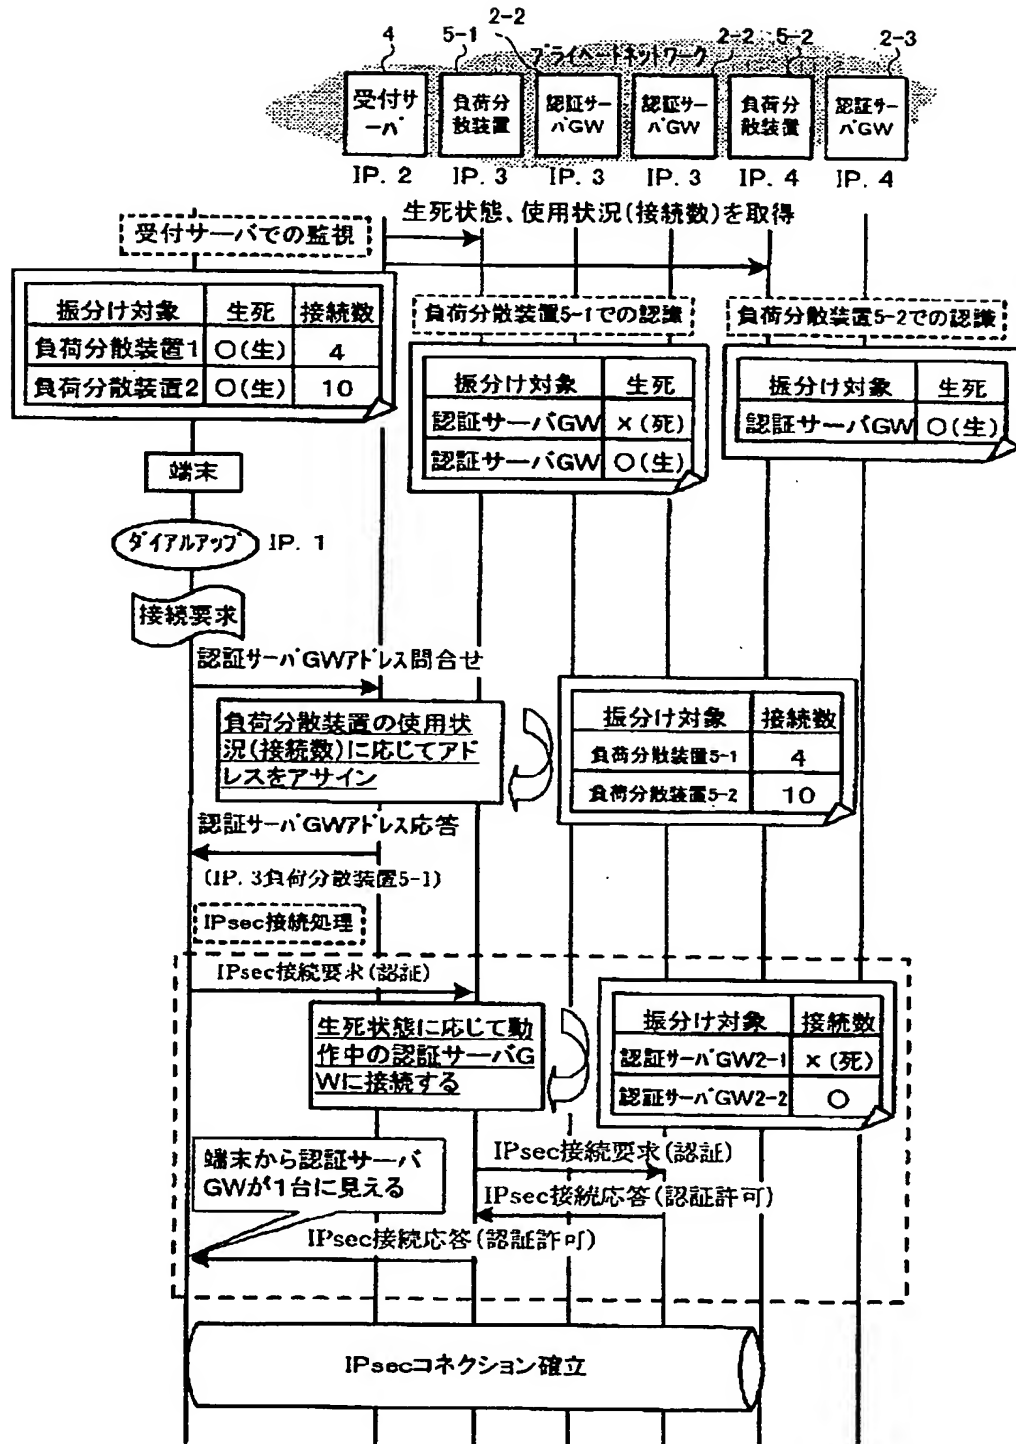 2-2
4
5-1
2-2
5-2
2-3
プライベートネットワーク
受付サ
ーバ
負荷分
散装置
認証サー
バGW
認証サー
バGW
負荷分
散装置
認証サー
バGW
IP. 2
IP. 3
IP. 3
IP. 3
IP. 4
IP. 4
生死状態、使用状況(接続数)を取得
受付サーバでの監視
振分け対象 生死 接続数
負荷分散装置1 ○(生) 4
負荷分散装置2 ○(生) 10
負荷分散装置5-1での認識
振分け対象 生死
認証サーバGW ×(死)
認証サーバGW ○(生)
負荷分散装置5-2での認識
振分け対象 生死
認証サーバGW ○(生)
端末
ダイアルアップ
IP. 1
接続要求
認証サーバGWアドレス問合せ
負荷分散装置の使用状
況(接続数)に応じてアド
レスをアサイン
振分け対象 接続数
負荷分散装置5-1 4
負荷分散装置5-2 10
認証サーバGWアドレス応答
(IP. 3負荷分散装置5-1)
IPsec接続処理
IPsec接続要求(認証)
生死状態に応じて動
作中の認証サーバG
Wに接続する
振分け対象 接続数
認証サーバGW2-1 ×(死)
認証サーバGW2-2 ○
端末から認証サーバ
GWが1台に見える
IPsec接続要求(認証)
IPsec接続応答(認証許可)
IPsec接続応答(認証許可)
IPsecコネクション確立